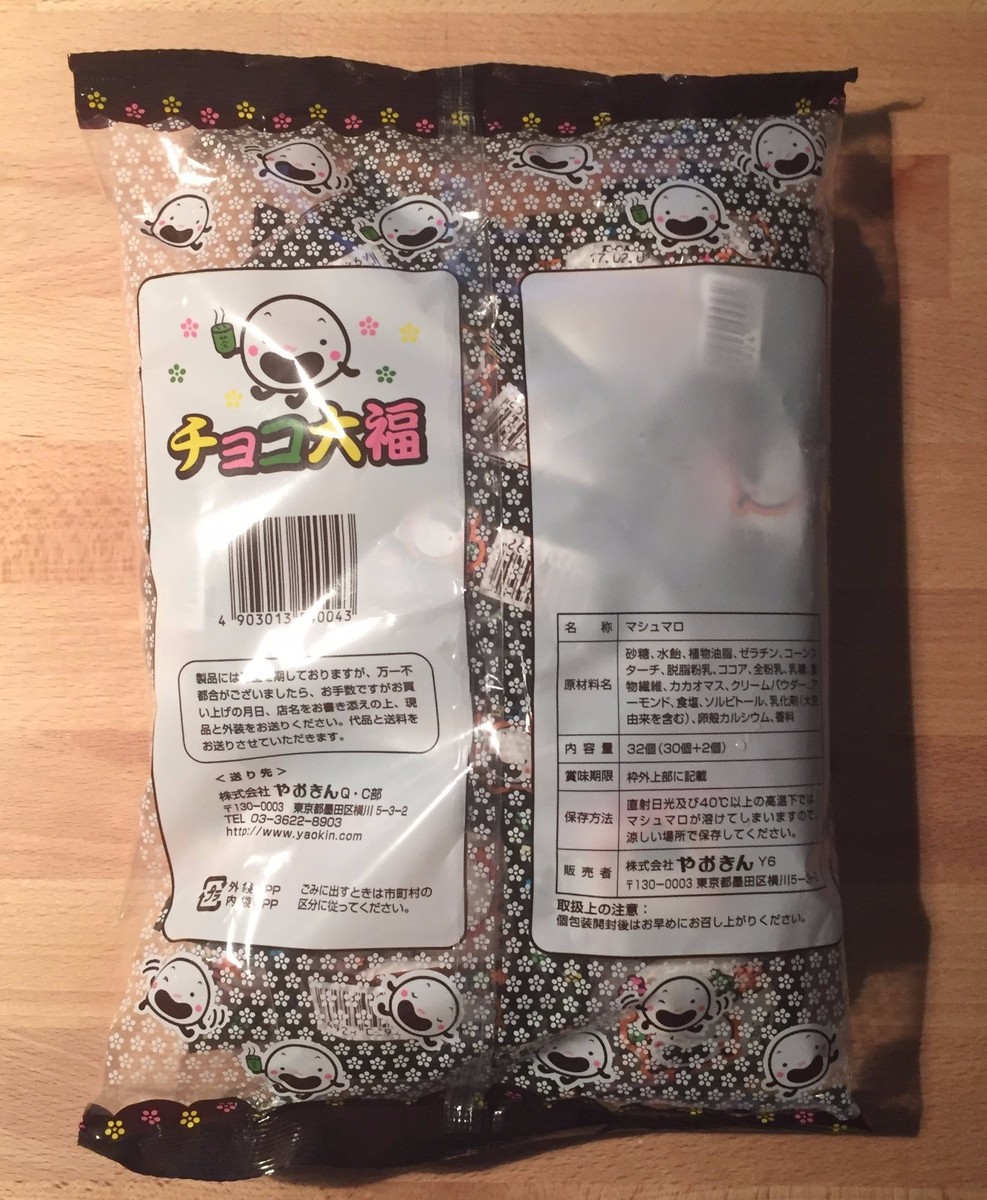 17.02.0
チョコ大福
4 903013 0043
製品には 期しておりますが、万一不
都合がございましたら、お手数ですがお買
い上げの月日、店名をお書き添えの上、現
品と外装をお送りください。代品と送料を
お送りさせていただきます。
＜送り先＞
株式会社 やおきん Q・C部
〒130-0003 東京都墨田区横川 5-3-2
TEL 03-3622-8903
http://www.yaokin.com
プラ
外袋 PP
内袋 PP
ごみに出すときは市町村の
区分に従ってください。
名称 マシュマロ
原材料名 砂糖、水飴、植物油脂、ゼラチン、コーンス
ターチ、脱脂粉乳、ココア、全粉乳、乳糖、
物繊維、カカオマス、クリームパウダー、ア
ーモンド、食塩、ソルビトール、乳化剤(大豆
由来を含む)、卵殻カルシウム、香料
内容量 32個(30個+2個)
賞味期限 枠外上部に記載
保存方法 直射日光及び40℃以上の高温下では
マシュマロが溶けてしまいますので、
涼しい場所で保存してください。
販売者 株式会社 やおきん Y6
〒130-0003 東京都墨田区横川5-3-
取扱上の注意：
個包装開封後はお早めにお召し上がりください。